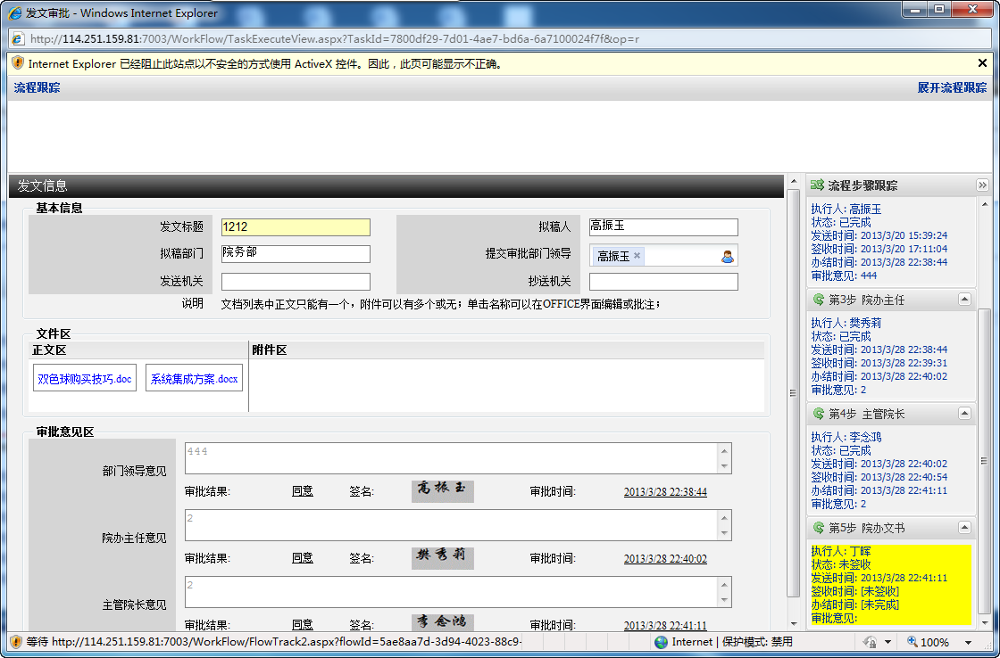 发文审批 - Windows Internet Explorer
http://114.251.159.81:7003/WorkFlow/TaskExecuteView.aspx?TaskId=7800df29-7d01-4ae7-bd6a-6a7100024f7f&op=r
Internet Explorer 已经阻止此站点以不安全的方式使用 ActiveX 控件。因此，此页可能显示不正确。
流程跟踪 展开流程跟踪
发文信息
基本信息
发文标题 1212 拟稿人 高振玉
拟稿部门 院务部 提交审批部门领导 高振玉 ×
发送机关 抄送机关
说明 文档列表中正文只能有一个，附件可以有多个或无；单击名称可以在OFFICE界面编辑或批注；
文件区
正文区 附件区
双色球购买技巧.doc 系统集成方案.docx
审批意见区
部门领导意见 444
审批结果: 同意 签名: 高振玉 审批时间: 2013/3/28 22:38:44
院办主任意见 2
审批结果: 同意 签名: 樊秀莉 审批时间: 2013/3/28 22:40:02
主管院长意见 2
审批结果: 同意 签名: 李念鸿 审批时间: 2013/3/28 22:41:11
流程步骤跟踪
执行人: 高振玉
状态: 已完成
发送时间: 2013/3/20 15:39:24
签收时间: 2013/3/20 17:11:04
办结时间: 2013/3/28 22:38:44
审批意见: 444
第3步 院办主任
执行人: 樊秀莉
状态: 已完成
发送时间: 2013/3/28 22:38:44
签收时间: 2013/3/28 22:39:31
办结时间: 2013/3/28 22:40:02
审批意见: 2
第4步 主管院长
执行人: 李念鸿
状态: 已完成
发送时间: 2013/3/28 22:40:02
签收时间: 2013/3/28 22:40:54
办结时间: 2013/3/28 22:41:11
审批意见: 2
第5步 院办文书
执行人: 丁晖
状态: 未签收
发送时间: 2013/3/28 22:41:11
签收时间: [未签收]
办结时间: [未完成]
审批意见:
等待 http://114.251.159.81:7003/WorkFlow/FlowTrack2.aspx?flowId=5ae8aa7d-3d94-4023-88c9- Internet | 保护模式: 禁用 100%